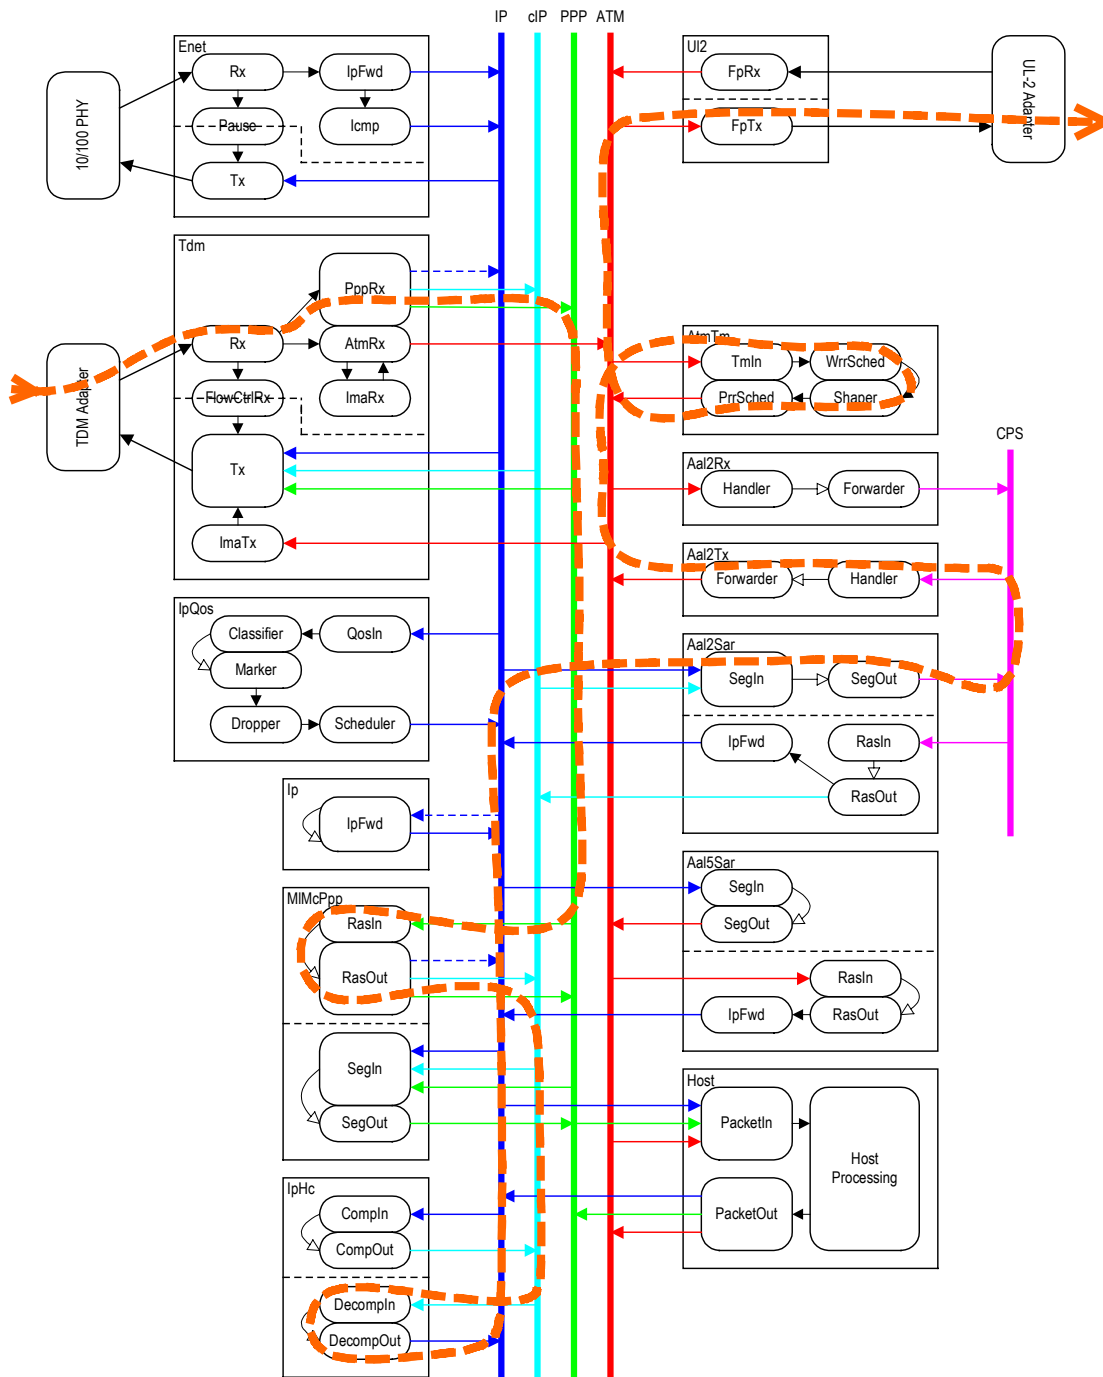 IP cIP PPP ATM
Enet
Rx
IpFwd
Pause
Icmp
Tx
10/100 PHY
Ul2
FpRx
FpTx
UL-2 Adapter
Tdm
PppRx
Rx
AtmRx
FlowCtlRx
ImaRx
Tx
ImaTx
TDM Adapter
AtmTm
TmIn
WrrSched
PrrSched
Shaper
CPS
Aal2Rx
Handler
Forwarder
Aal2Tx
Forwarder
Handler
IpQos
Classifier
QosIn
Marker
Dropper
Scheduler
Aal2Sar
SegIn
SegOut
IpFwd
RasIn
RasOut
Ip
IpFwd
Aal5Sar
SegIn
SegOut
RasIn
IpFwd
RasOut
MlMcPpp
RasIn
RasOut
SegIn
SegOut
Host
PacketIn
Host
Processing
PacketOut
IpHc
CompIn
CompOut
DecompIn
DecompOut